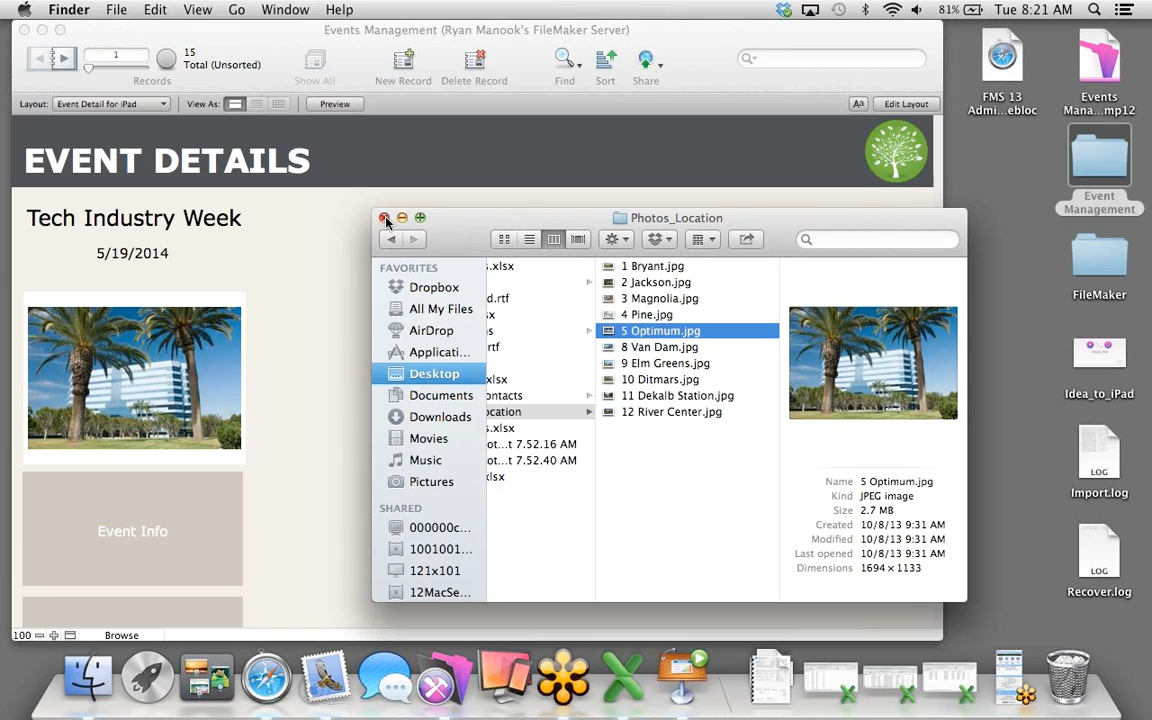 Finder File Edit View Go Window Help
81% Tue 8:21 AM
Events Management (Ryan Manook's FileMaker Server)
1
15
Total (Unsorted)
Records
Show All
New Record
Delete Record
Find
Sort
Share
Layout: Event Detail for iPad View As: Preview Aa Edit Layout
EVENT DETAILS
Tech Industry Week
5/19/2014
Event Info
100 Browse
Photos_Location
FAVORITES
Dropbox
All My Files
AirDrop
Applicati...
Desktop
Documents
Downloads
Movies
Music
Pictures
SHARED
000000c...
1001001...
121x101
12MacSe...
s.xlsx
d.rtf
sx
s
rtf
xlsx
ontacts
ocation
s.xlsx
ot...t 7.52.16 AM
ot...t 7.52.40 AM
xlsx
1 Bryant.jpg
2 Jackson.jpg
3 Magnolia.jpg
4 Pine.jpg
5 Optimum.jpg
8 Van Dam.jpg
9 Elm Greens.jpg
10 Ditmars.jpg
11 Dekalb Station.jpg
12 River Center.jpg
Name 5 Optimum.jpg
Kind JPEG image
Size 2.7 MB
Created 10/8/13 9:31 AM
Modified 10/8/13 9:31 AM
Last opened 10/8/13 9:31 AM
Dimensions 1694 × 1133
FMS 13
Admi...ebloc
Events
Mana...mp12
Event
Management
FileMaker
Idea_to_iPad
LOG
Import.log
LOG
Recover.log